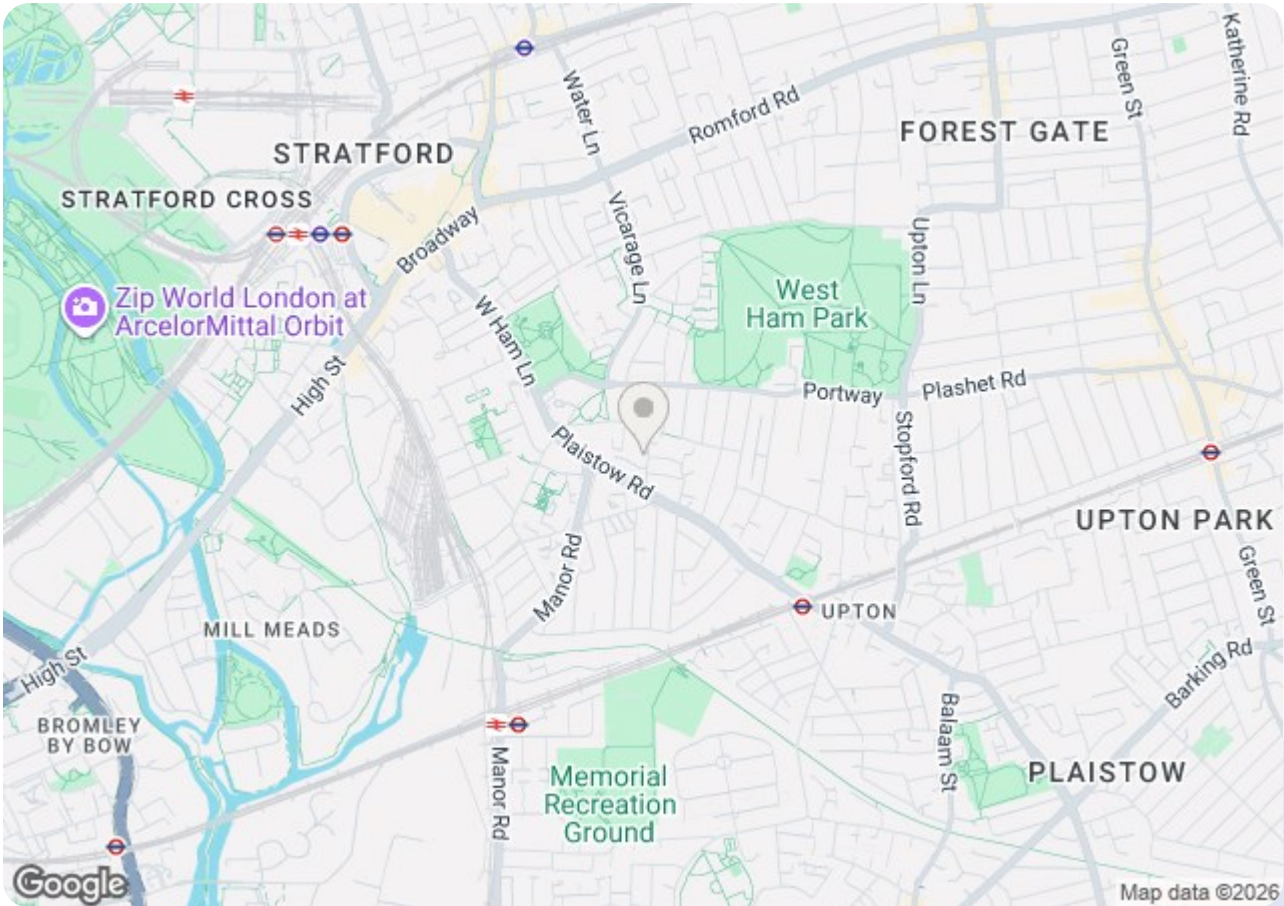 Katherine Rd
Green St
Water Ln
Romford Rd
FOREST GATE
STRATFORD
STRATFORD CROSS
Vicarage Ln
Broadway
Upton Ln
Zip World London at
ArcelorMittal Orbit
West
Ham Park
W Ham Ln
High St
Portway
Plashet Rd
Plaistow Rd
Stopford Rd
UPTON PARK
Manor Rd
Green St
UPTON
MILL MEADS
High St
Barking Rd
BROMLEY
BY BOW
Balaam St
Manor Rd
Memorial
Recreation
Ground
PLAISTOW
Google
Map data ©2026